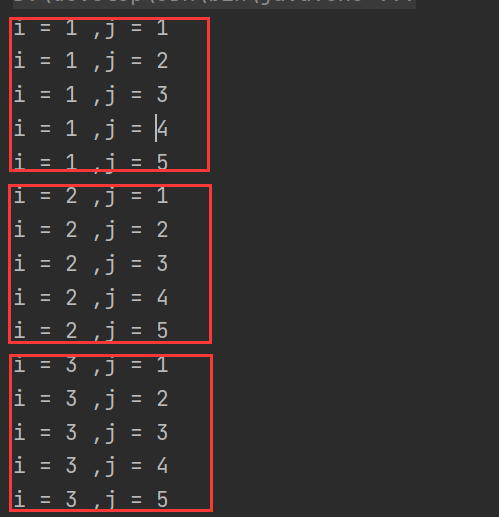 i = 1 ,j = 1
i = 1 ,j = 2
i = 1 ,j = 3
i = 1 ,j = 4
i = 1 ,j = 5
i = 2 ,j = 1
i = 2 ,j = 2
i = 2 ,j = 3
i = 2 ,j = 4
i = 2 ,j = 5
i = 3 ,j = 1
i = 3 ,j = 2
i = 3 ,j = 3
i = 3 ,j = 4
i = 3 ,j = 5